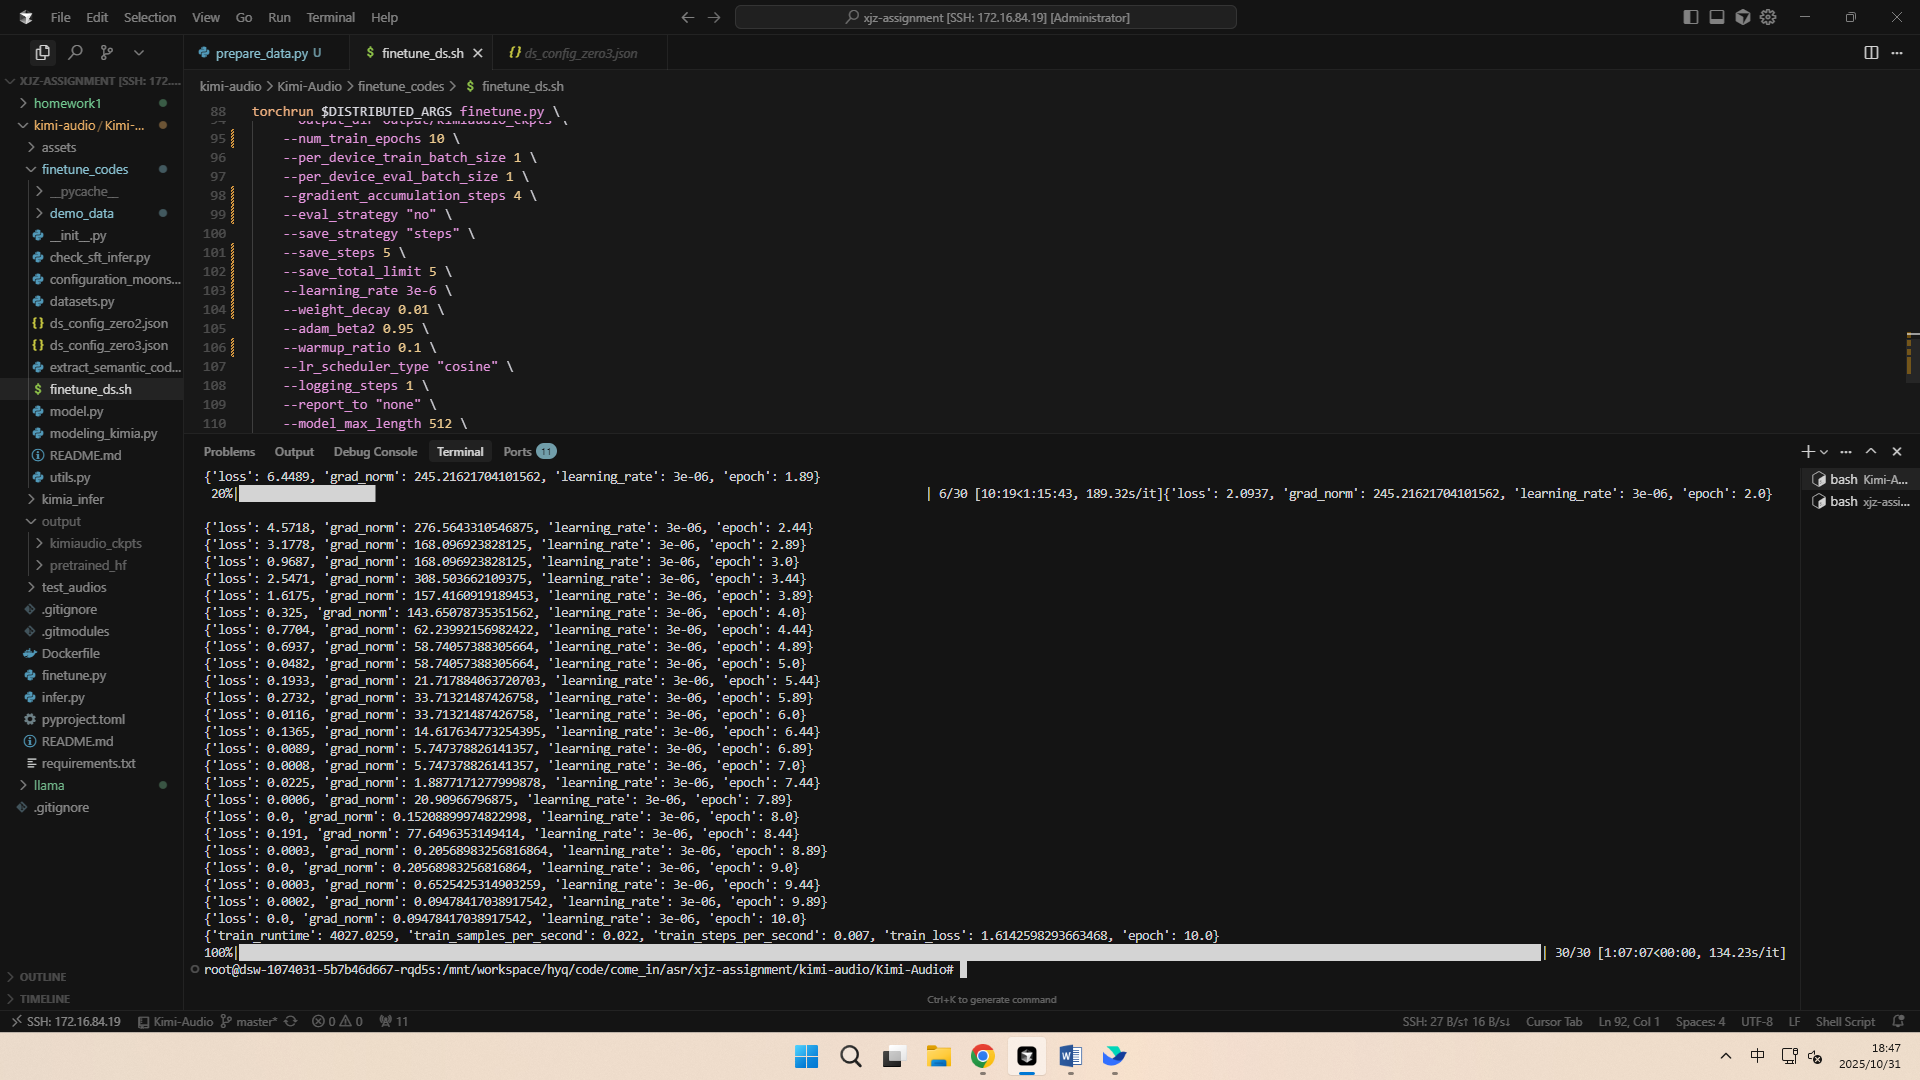 File Edit Selection View Go Run Terminal Help
xjz-assignment [SSH: 172.16.84.19] [Administrator]
prepare_data.py U
finetune_ds.sh
ds_config_zero3.json
XJZ-ASSIGNMENT [SSH: 172....
homework1
kimi-audio / Kimi-...
assets
finetune_codes
__pycache__
demo_data
__init__.py
check_sft_infer.py
configuration_moons...
datasets.py
ds_config_zero2.json
ds_config_zero3.json
extract_semantic_cod...
finetune_ds.sh
model.py
modeling_kimia.py
README.md
utils.py
kimia_infer
output
kimiaudio_ckpts
pretrained_hf
test_audios
.gitignore
.gitmodules
Dockerfile
finetune.py
infer.py
pyproject.toml
README.md
requirements.txt
llama
.gitignore
OUTLINE
TIMELINE
kimi-audio > Kimi-Audio > finetune_codes > $ finetune_ds.sh
88 torchrun $DISTRIBUTED_ARGS finetune.py \
94 --output_dir output/kimiaudio_ckpts \
95 --num_train_epochs 10 \
96 --per_device_train_batch_size 1 \
97 --per_device_eval_batch_size 1 \
98 --gradient_accumulation_steps 4 \
99 --eval_strategy "no" \
100 --save_strategy "steps" \
101 --save_steps 5 \
102 --save_total_limit 5 \
103 --learning_rate 3e-6 \
104 --weight_decay 0.01 \
105 --adam_beta2 0.95 \
106 --warmup_ratio 0.1 \
107 --lr_scheduler_type "cosine" \
108 --logging_steps 1 \
109 --report_to "none" \
110 --model_max_length 512 \
Problems Output Debug Console Terminal Ports 11
bash Kimi-A...
bash xjz-assi...
{'loss': 6.4489, 'grad_norm': 245.21621704101562, 'learning_rate': 3e-06, 'epoch': 1.89}
20%| | 6/30 [10:19<1:15:43, 189.32s/it]{'loss': 2.0937, 'grad_norm': 245.21621704101562, 'learning_rate': 3e-06, 'epoch': 2.0}
{'loss': 4.5718, 'grad_norm': 276.5643310546875, 'learning_rate': 3e-06, 'epoch': 2.44}
{'loss': 3.1778, 'grad_norm': 168.096923828125, 'learning_rate': 3e-06, 'epoch': 2.89}
{'loss': 0.9687, 'grad_norm': 168.096923828125, 'learning_rate': 3e-06, 'epoch': 3.0}
{'loss': 2.5471, 'grad_norm': 308.503662109375, 'learning_rate': 3e-06, 'epoch': 3.44}
{'loss': 1.6175, 'grad_norm': 157.4160919189453, 'learning_rate': 3e-06, 'epoch': 3.89}
{'loss': 0.325, 'grad_norm': 143.65078735351562, 'learning_rate': 3e-06, 'epoch': 4.0}
{'loss': 0.7704, 'grad_norm': 62.23992156982422, 'learning_rate': 3e-06, 'epoch': 4.44}
{'loss': 0.6937, 'grad_norm': 58.74057388305664, 'learning_rate': 3e-06, 'epoch': 4.89}
{'loss': 0.0482, 'grad_norm': 58.74057388305664, 'learning_rate': 3e-06, 'epoch': 5.0}
{'loss': 0.1933, 'grad_norm': 21.717884063720703, 'learning_rate': 3e-06, 'epoch': 5.44}
{'loss': 0.2732, 'grad_norm': 33.71321487426758, 'learning_rate': 3e-06, 'epoch': 5.89}
{'loss': 0.0116, 'grad_norm': 33.71321487426758, 'learning_rate': 3e-06, 'epoch': 6.0}
{'loss': 0.1365, 'grad_norm': 14.617634773254395, 'learning_rate': 3e-06, 'epoch': 6.44}
{'loss': 0.0089, 'grad_norm': 5.747378826141357, 'learning_rate': 3e-06, 'epoch': 6.89}
{'loss': 0.0008, 'grad_norm': 5.747378826141357, 'learning_rate': 3e-06, 'epoch': 7.0}
{'loss': 0.0225, 'grad_norm': 1.8877171277999878, 'learning_rate': 3e-06, 'epoch': 7.44}
{'loss': 0.0006, 'grad_norm': 20.90966796875, 'learning_rate': 3e-06, 'epoch': 7.89}
{'loss': 0.0, 'grad_norm': 0.15208899974822998, 'learning_rate': 3e-06, 'epoch': 8.0}
{'loss': 0.191, 'grad_norm': 77.6496353149414, 'learning_rate': 3e-06, 'epoch': 8.44}
{'loss': 0.0003, 'grad_norm': 0.20568983256816864, 'learning_rate': 3e-06, 'epoch': 8.89}
{'loss': 0.0, 'grad_norm': 0.20568983256816864, 'learning_rate': 3e-06, 'epoch': 9.0}
{'loss': 0.0003, 'grad_norm': 0.6525425314903259, 'learning_rate': 3e-06, 'epoch': 9.44}
{'loss': 0.0002, 'grad_norm': 0.09478417038917542, 'learning_rate': 3e-06, 'epoch': 9.89}
{'loss': 0.0, 'grad_norm': 0.09478417038917542, 'learning_rate': 3e-06, 'epoch': 10.0}
{'train_runtime': 4027.0259, 'train_samples_per_second': 0.022, 'train_steps_per_second': 0.007, 'train_loss': 1.6142598293663468, 'epoch': 10.0}
100%| | 30/30 [1:07:07<00:00, 134.23s/it]
root@dsw-1074031-5b7b46d667-rqd5s:/mnt/workspace/hyq/code/come_in/asr/xjz-assignment/kimi-audio/Kimi-Audio#
Ctrl+K to generate command
SSH: 172.16.84.19 Kimi-Audio master* 0 0 11
SSH: 27 B/s↑ 16 B/s↓ Cursor Tab Ln 92, Col 1 Spaces: 4 UTF-8 LF Shell Script
中
18:47
2025/10/31